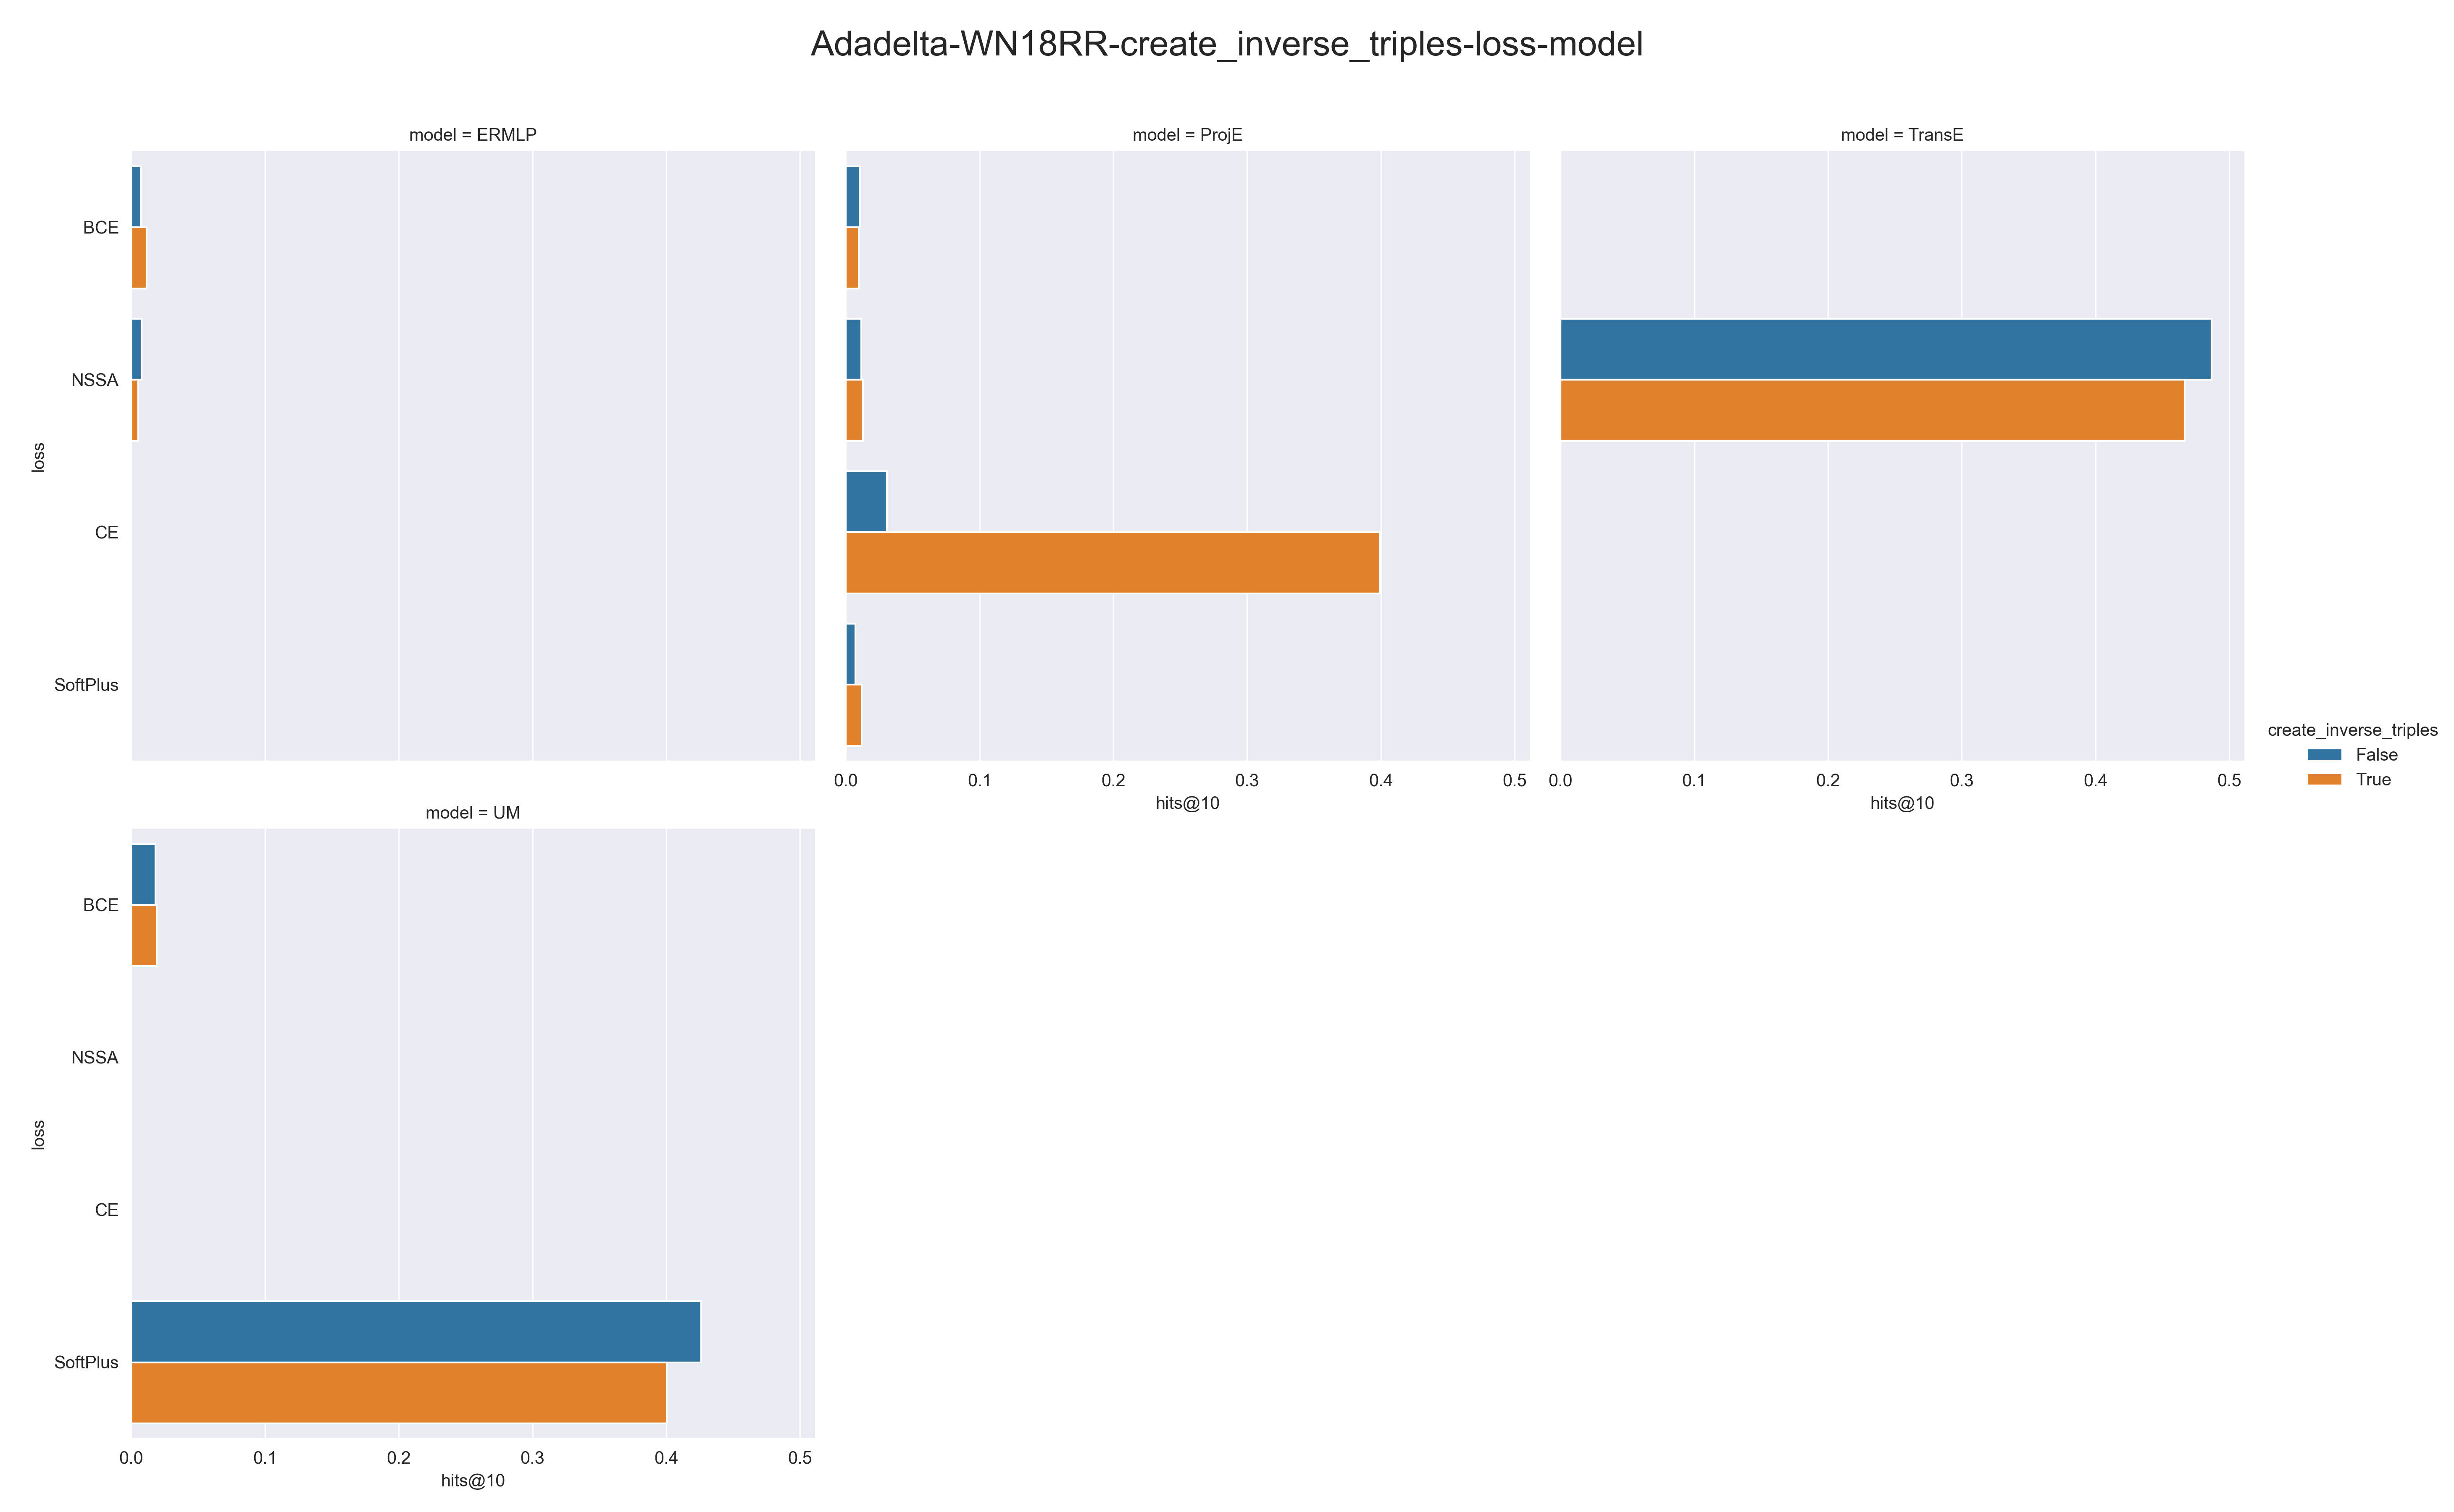 Adadelta-WN18RR-create_inverse_triples-loss-model
model = ERMLP
loss
BCE
NSSA
CE
SoftPlus
model = ProjE
0.0 0.1 0.2 0.3 0.4 0.5
hits@10
model = TransE
0.0 0.1 0.2 0.3 0.4 0.5
hits@10
create_inverse_triples
False
True
model = UM
loss
BCE
NSSA
CE
SoftPlus
0.0 0.1 0.2 0.3 0.4 0.5
hits@10